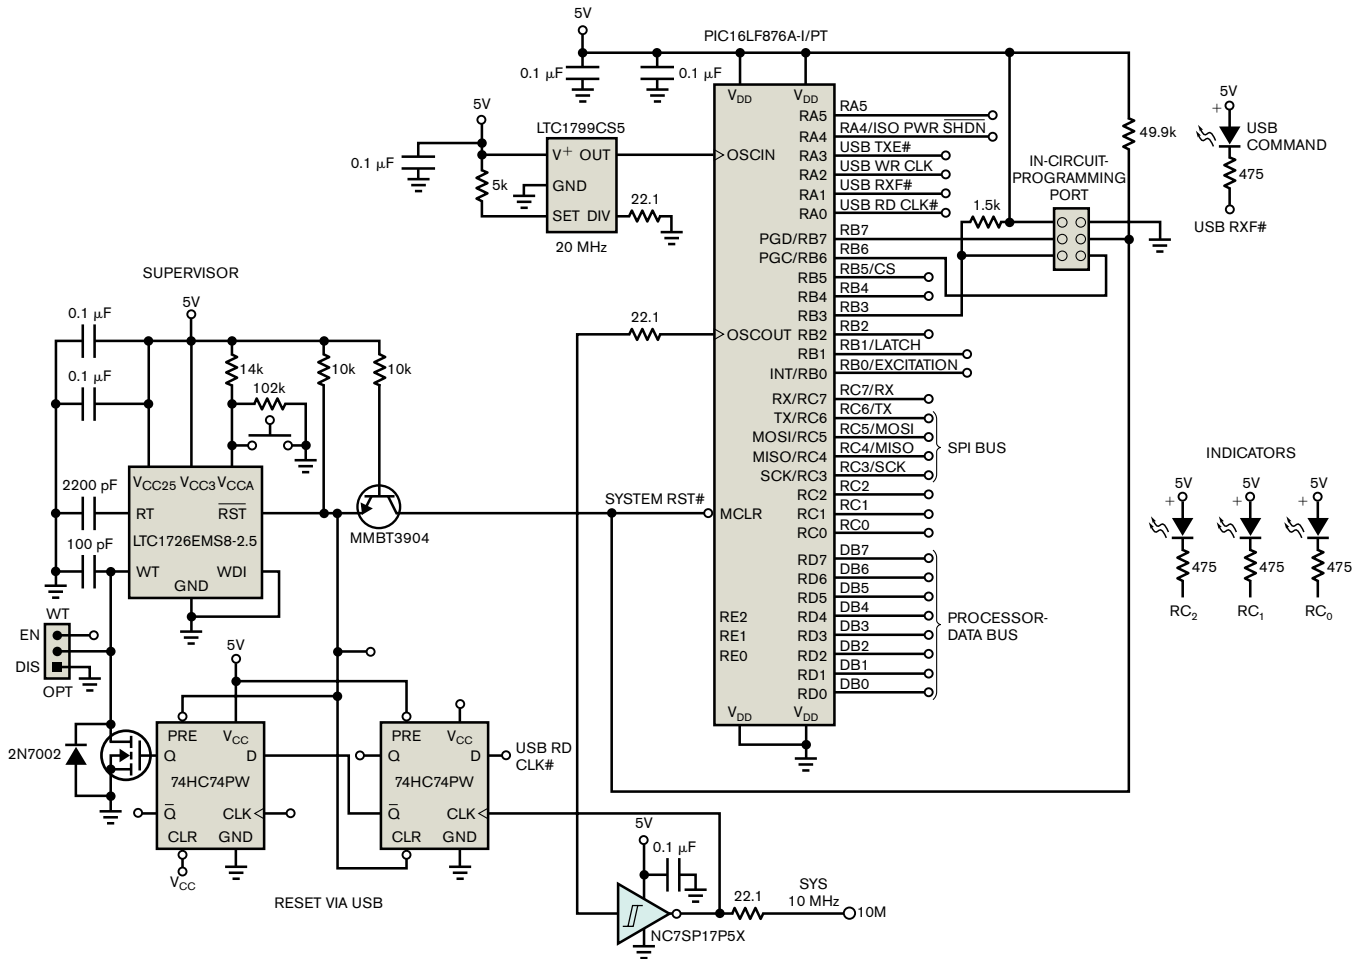 5V
PIC16LF876A-I/PT
0.1 µF
0.1 µF
5V
LTC1799CS5
0.1 µF
V+ OUT
5k
GND
SET DIV
22.1
20 MHz
VDD
VDD
OSCIN
OSCOUT
MCLR
RE2
RE1
RE0
VDD
VDD
RA5
RA4
RA3
RA2
RA1
RA0
PGD/RB7
PGC/RB6
RB5
RB4
RB3
RB2
RB1
INT/RB0
RX/RC7
TX/RC6
MOSI/RC5
MISO/RC4
SCK/RC3
RC2
RC1
RC0
RD7
RD6
RD5
RD4
RD3
RD2
RD1
RD0
RA5
RA4/ISO PWR SHDN
USB TXE#
USB WR CLK
USB RXF#
USB RD CLK#
RB7
RB6
RB5/CS
RB4
RB3
RB2
RB1/LATCH
RB0/EXCITATION
RC7/RX
RC6/TX
RC5/MOSI
RC4/MISO
RC3/SCK
RC2
RC1
RC0
DB7
DB6
DB5
DB4
DB3
DB2
DB1
DB0
SPI BUS
PROCESSOR-
DATA BUS
1.5k
IN-CIRCUIT-
PROGRAMMING
PORT
49.9k
5V
+
USB
COMMAND
475
USB RXF#
INDICATORS
5V
5V
5V
+
+
+
475
475
475
RC2
RC1
RC0
SUPERVISOR
5V
0.1 µF
0.1 µF
14k
10k
10k
102k
2200 pF
100 pF
VCC25 VCC3 VCCA
RT
RST
LTC1726EMS8-2.5
WT
WDI
GND
MMBT3904
22.1
SYSTEM RST#
WT
EN
DIS
OPT
5V
2N7002
PRE
VCC
Q
D
74HC74PW
Q
CLK
CLR
GND
VCC
PRE
VCC
Q
D
74HC74PW
Q
CLK
CLR
GND
USB RD
CLK#
RESET VIA USB
5V
0.1 µF
NC7SP17P5X
22.1
SYS
10 MHz
10M